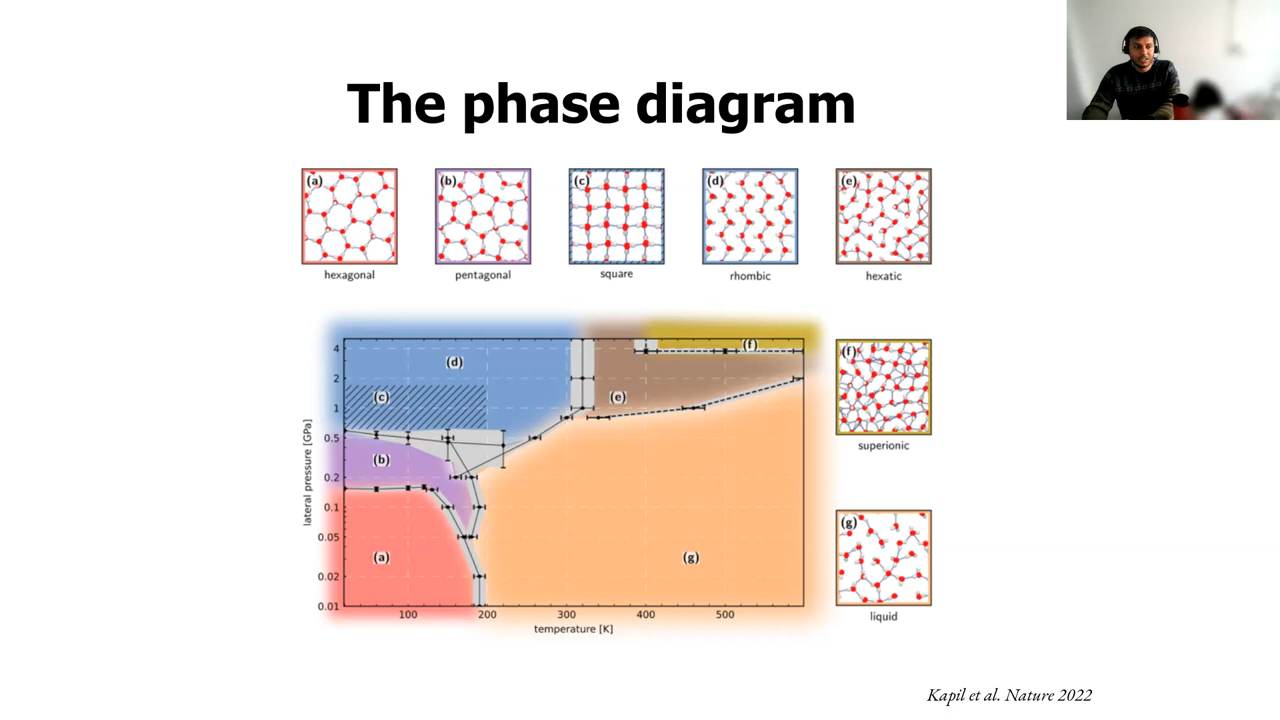 The phase diagram
(a)
(b)
(c)
(d)
(e)
hexagonal
pentagonal
square
rhombic
hexatic
lateral pressure [GPa]
4
2
1
0.5
0.2
0.1
0.05
0.02
0.01
(d)
(c)
(b)
(a)
(e)
(f)
(g)
100
200
300
400
500
temperature [K]
(f)
superionic
(g)
liquid
Kapil et al. Nature 2022